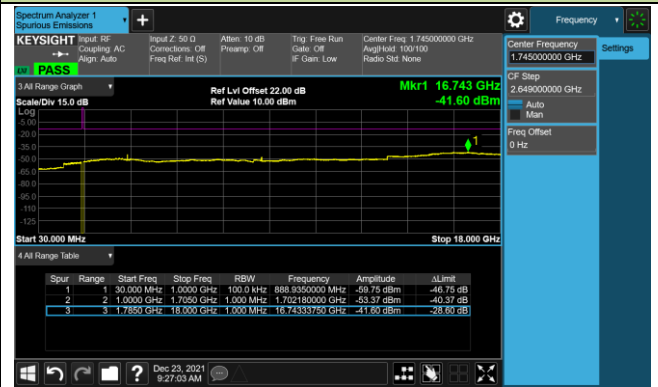 Spectrum Analyzer 1
Spurious Emissions
Frequency
KEYSIGHT
Input: RF
Coupling: AC
Align: Auto
Input Z: 50 Ω
Corrections: Off
Freq Ref: Int (S)
Atten: 10 dB
Preamp: Off
Trig: Free Run
Gate: Off
IF Gain: Low
Center Freq: 1.745000000 GHz
Avg|Hold: 100/100
Radio Std: None
LNI PASS
Center Frequency
1.745000000 GHz
Settings
CF Step
2.649000000 GHz
Auto
Man
Freq Offset
0 Hz
3 All Range Graph
Ref Lvl Offset 22.00 dB
Mkr1 16.743 GHz
Scale/Div 15.0 dB
Ref Value 10.00 dBm
-41.60 dBm
Log
-5.00
-20.0
-35.0
-50.0
-65.0
-80.0
-95.0
-110
-125
1
Start 30.000 MHz
Stop 18.000 GHz
4 All Range Table
Spur Range Start Freq Stop Freq RBW Frequency Amplitude ΔLimit
1 1 30.000 MHz 1.0000 GHz 100.0 kHz 888.9350000 MHz -59.75 dBm -46.75 dB
2 2 1.0000 GHz 1.7050 GHz 1.000 MHz 1.702180000 GHz -53.37 dBm -40.37 dB
3 3 1.7850 GHz 18.000 GHz 1.000 MHz 16.74333750 GHz -41.60 dBm -28.60 dB
Dec 23, 2021
9:27:03 AM